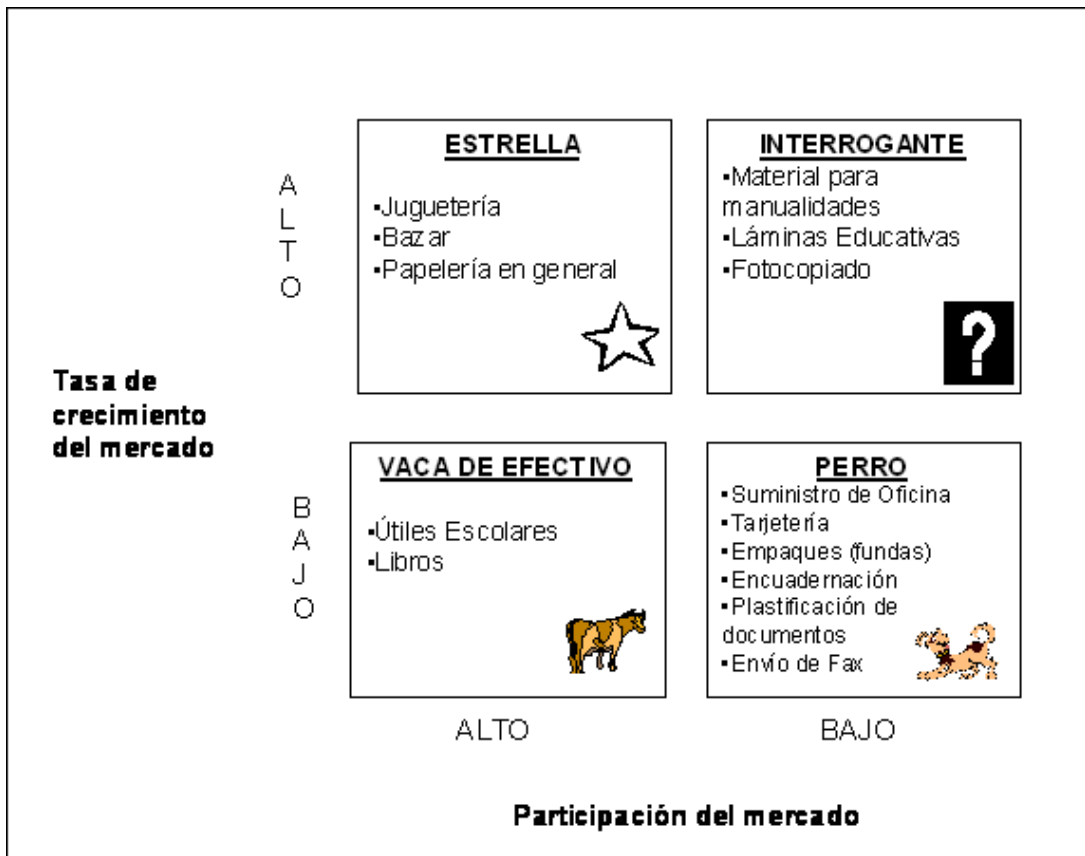 ESTRELLA
▪Juguetería
▪Bazar
▪Papelería en general
INTERROGANTE
▪Material para
manualidades
▪Láminas Educativas
▪Fotocopiado
?
A
L
T
O
Tasa de
crecimiento
del mercado
VACA DE EFECTIVO
▪Útiles Escolares
▪Libros
PERRO
▪Suministro de Oficina
▪Tarjetería
▪Empaques (fundas)
▪Encuadernación
▪Plastificación de
documentos
▪Envío de Fax
B
A
J
O
ALTO
BAJO
Participación del mercado